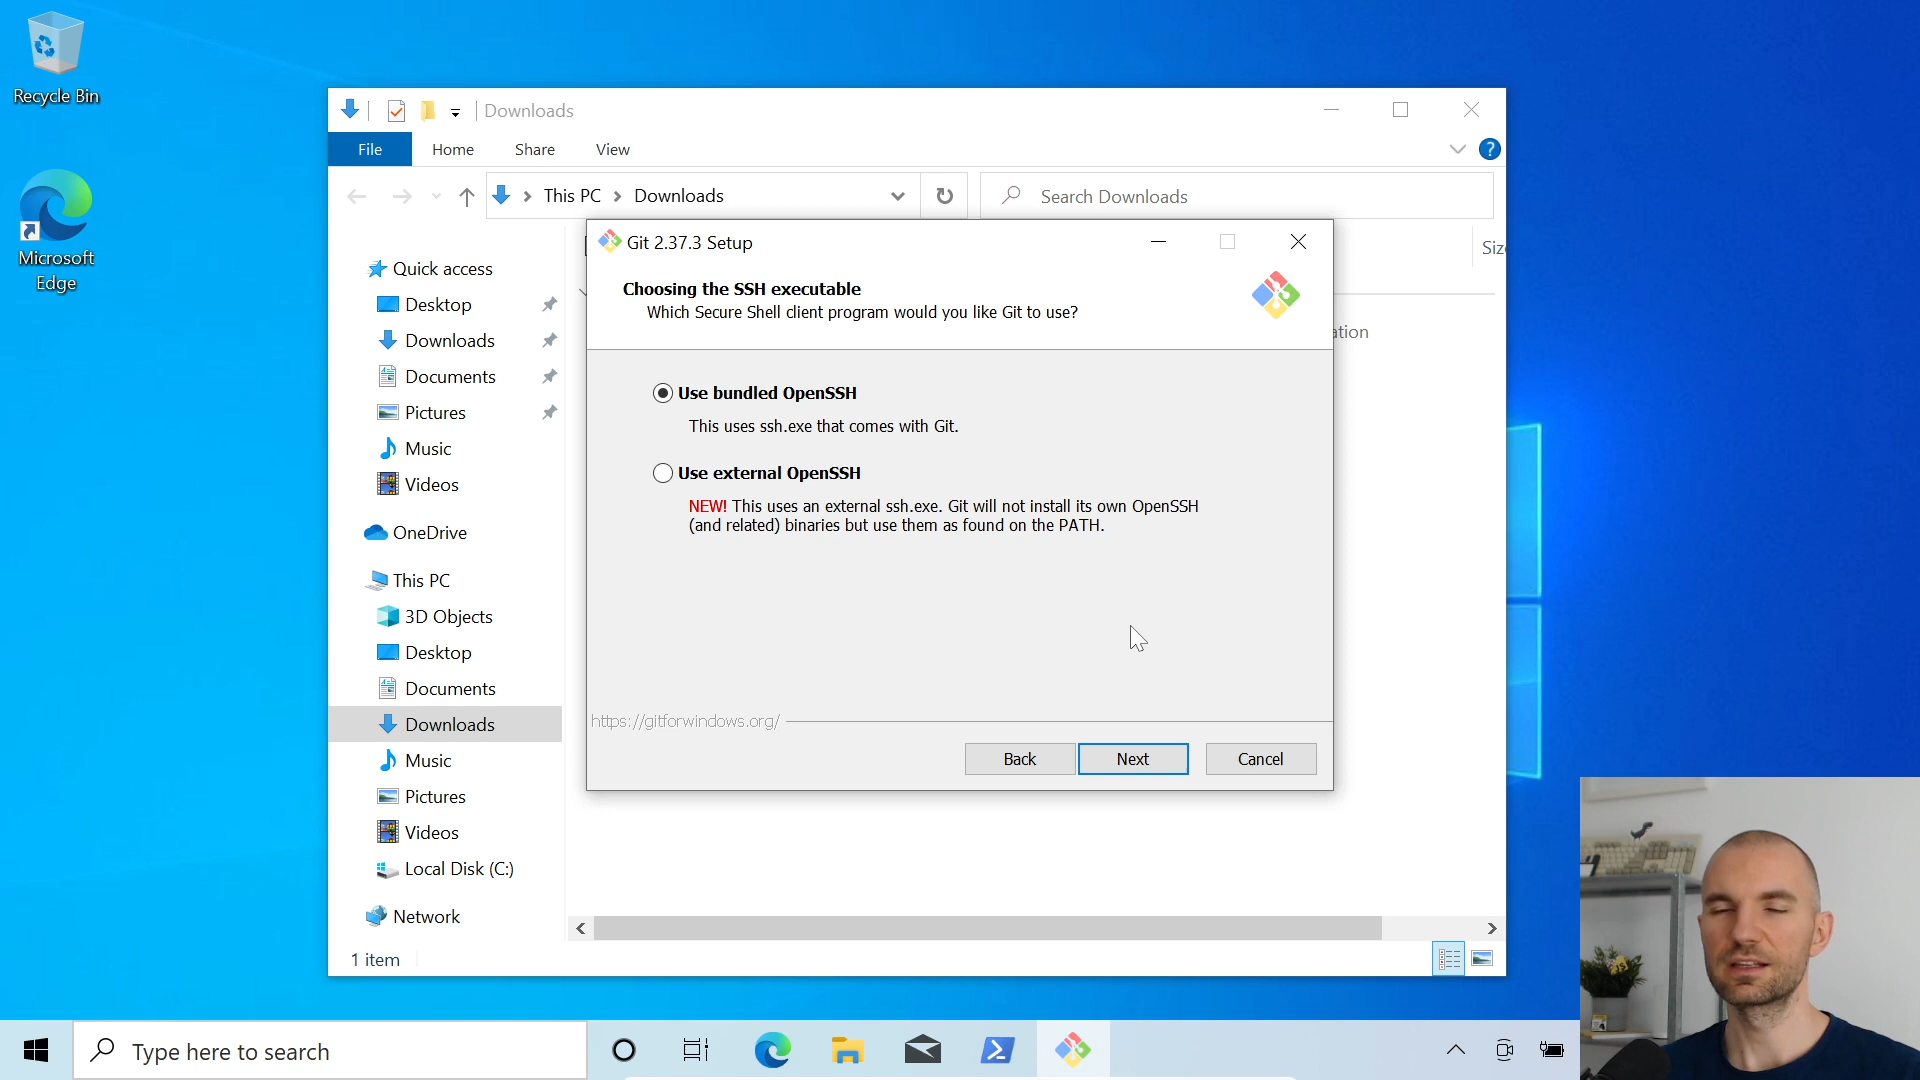 Recycle Bin
Microsoft
Edge
Downloads
File
Home
Share
View
This PC
Downloads
Search Downloads
Quick access
Desktop
Downloads
Documents
Pictures
Music
Videos
OneDrive
This PC
3D Objects
Desktop
Documents
Downloads
Music
Pictures
Videos
Local Disk (C:)
Network
1 item
Git 2.37.3 Setup
Choosing the SSH executable
Which Secure Shell client program would you like Git to use?
Use bundled OpenSSH
This uses ssh.exe that comes with Git.
Use external OpenSSH
NEW! This uses an external ssh.exe. Git will not install its own OpenSSH
(and related) binaries but use them as found on the PATH.
https://gitforwindows.org/
Back
Next
Cancel
Type here to search